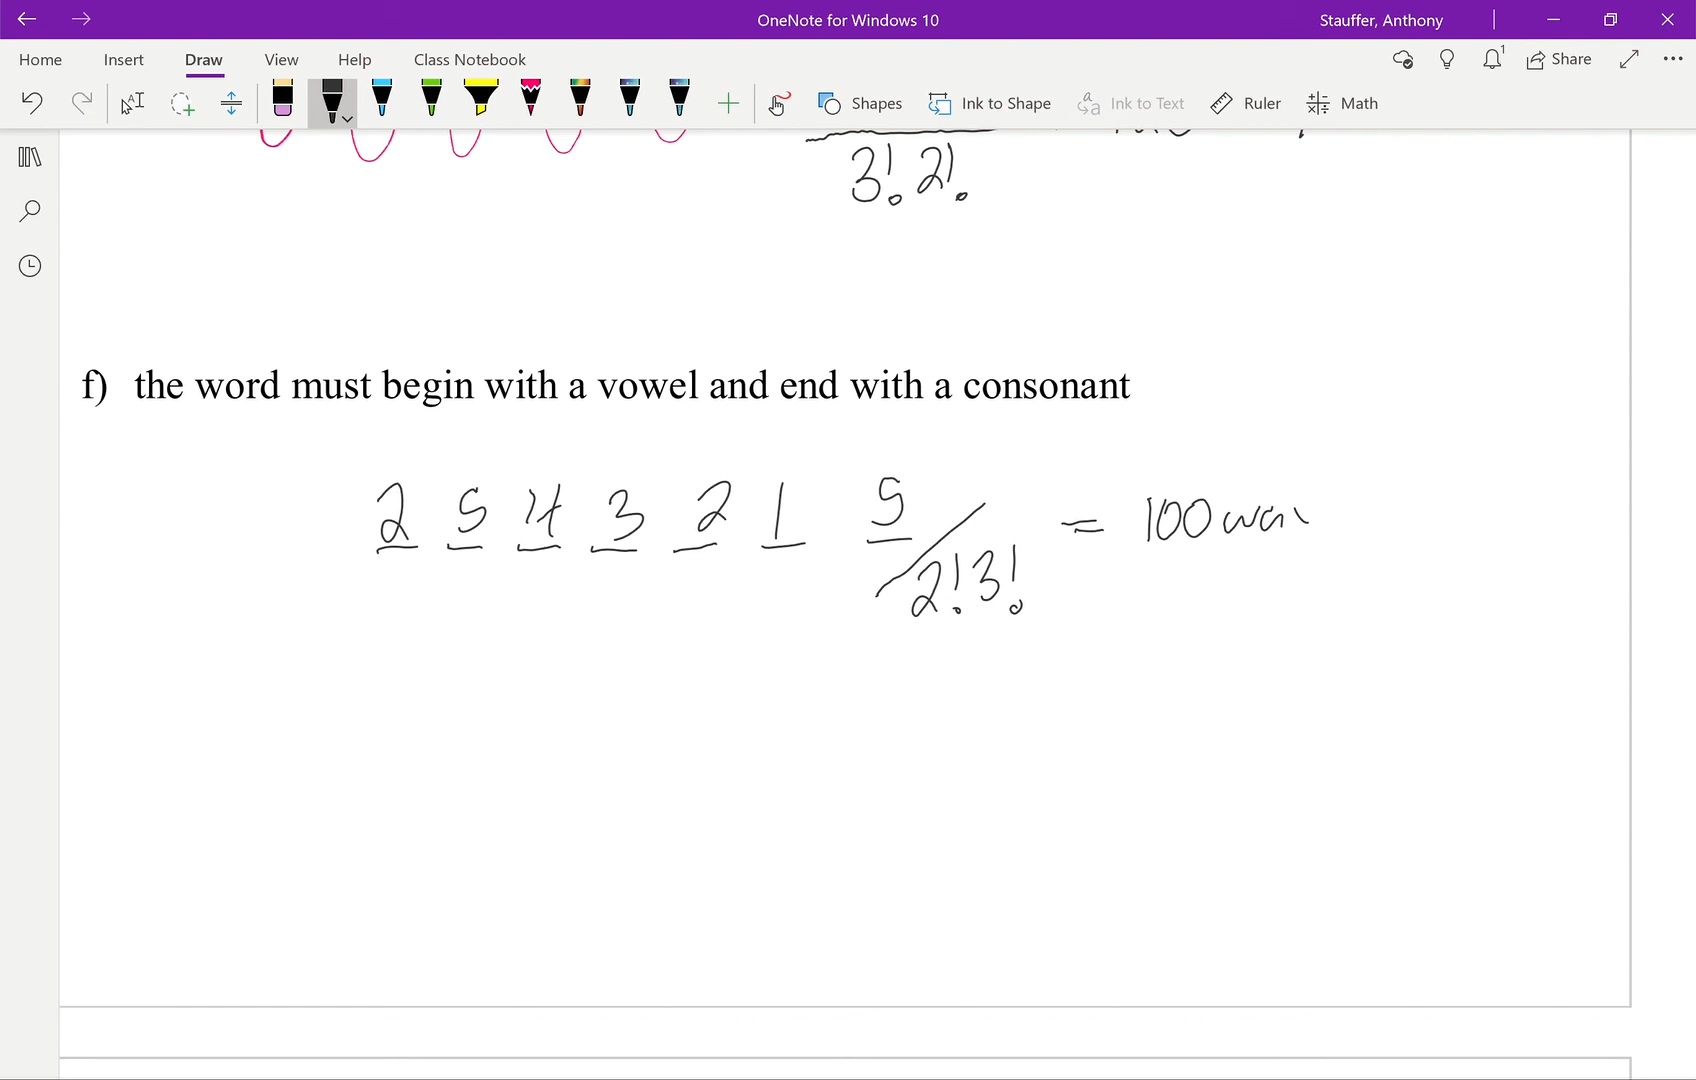 OneNote for Windows 10
Stauffer, Anthony
Home Insert Draw View Help Class Notebook
1 Share
Shapes Ink to Shape Ink to Text Ruler Math
3! 2!
f) the word must begin with a vowel and end with a consonant
2 5 4 3 2 1 5 / 2! 3! = 100